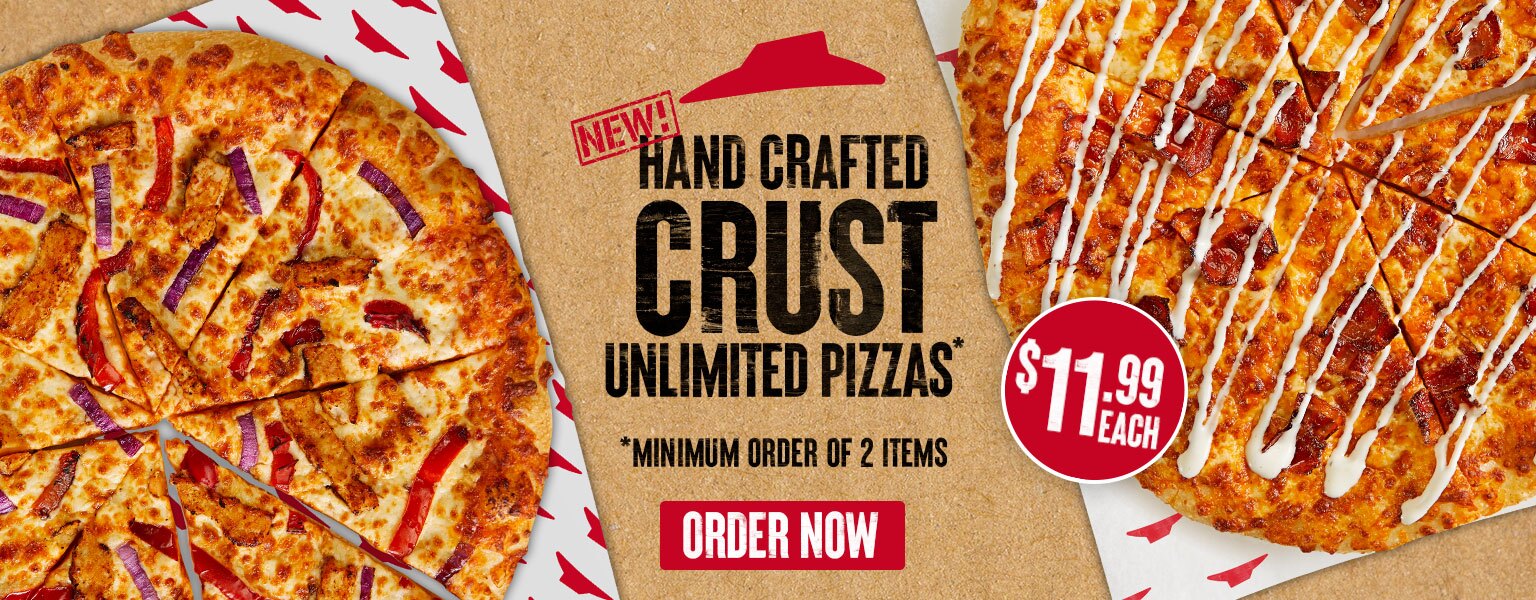 NEW!
HAND CRAFTED
CRUST
UNLIMITED PIZZAS*
*MINIMUM ORDER OF 2 ITEMS
ORDER NOW
$11.99
EACH